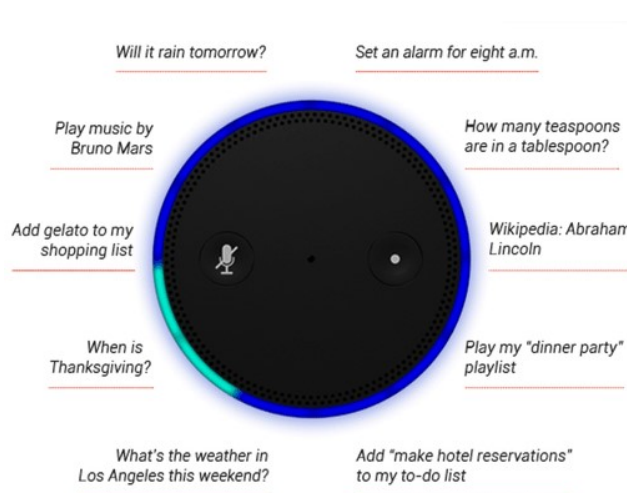 Will it rain tomorrow?
Set an alarm for eight a.m.
Play music by
Bruno Mars
How many teaspoons
are in a tablespoon?
Add gelato to my
shopping list
Wikipedia: Abraham
Lincoln
When is
Thanksgiving?
Play my “dinner party”
playlist
What's the weather in
Los Angeles this weekend?
Add “make hotel reservations”
to my to-do list